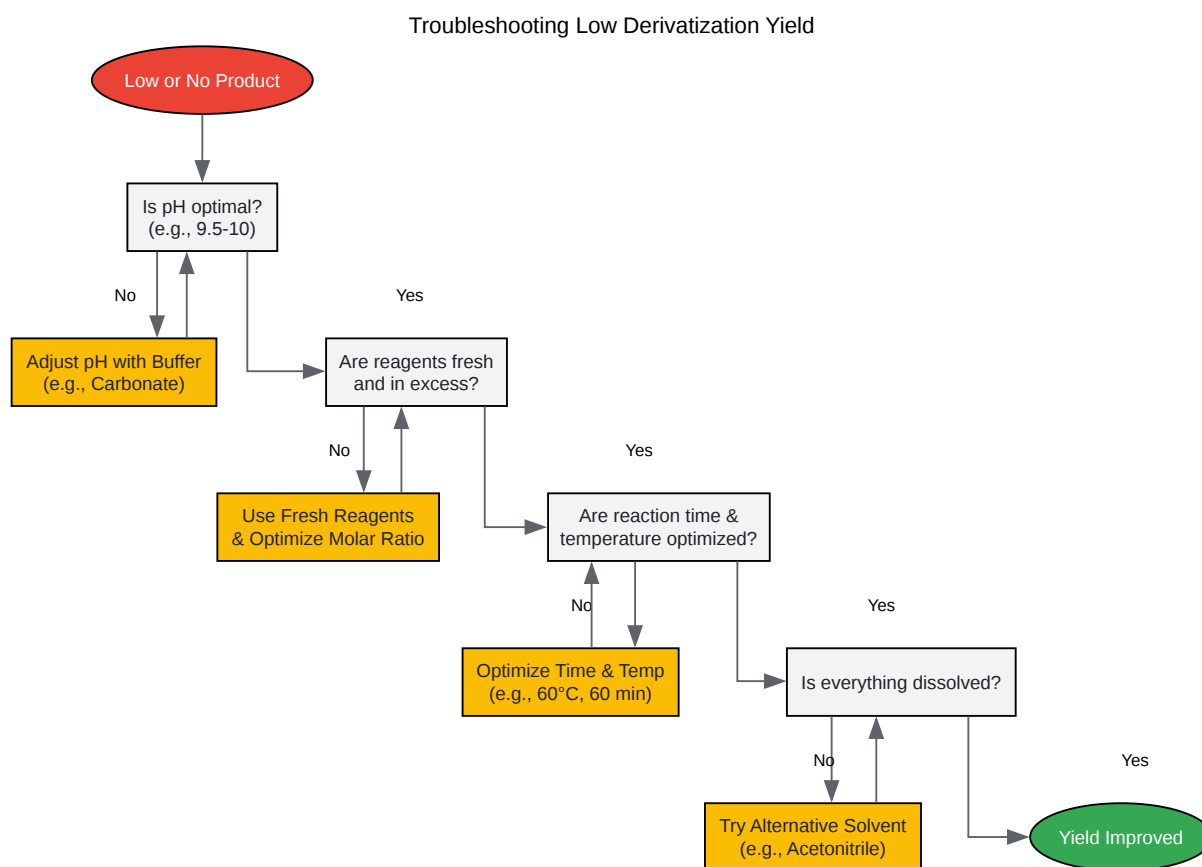 Troubleshooting Low Derivatization Yield
Low or No Product
Is pH optimal?
(e.g., 9.5-10)
No
Yes
Adjust pH with Buffer
(e.g., Carbonate)
Are reagents fresh
and in excess?
No
Yes
Use Fresh Reagents
& Optimize Molar Ratio
Are reaction time &
temperature optimized?
No
Yes
Optimize Time & Temp
(e.g., 60°C, 60 min)
Is everything dissolved?
No
Yes
Try Alternative Solvent
(e.g., Acetonitrile)
Yield Improved